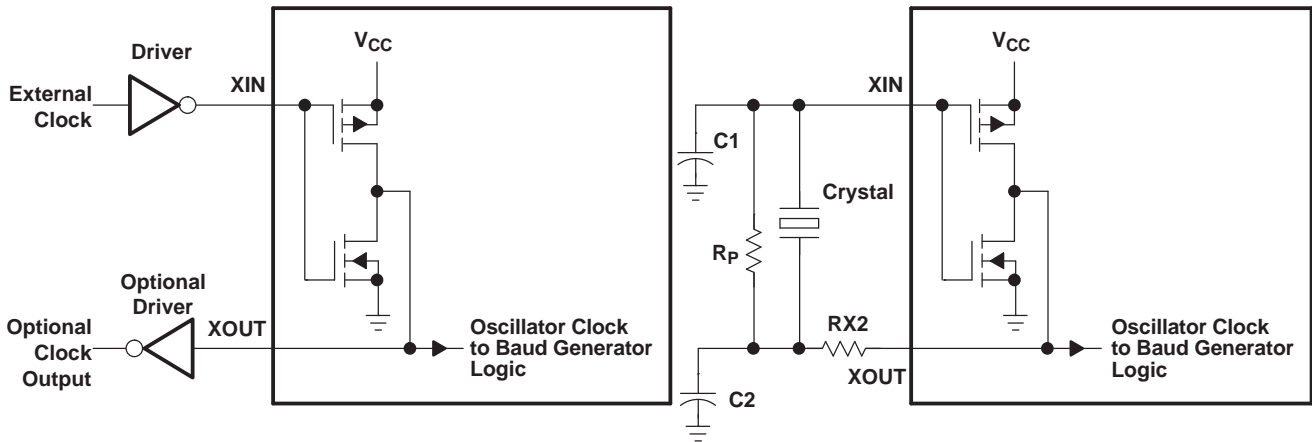 Driver
External
Clock
XIN
VCC
Optional
Driver
Optional
Clock
Output
XOUT
Oscillator Clock
to Baud Generator
Logic
XIN
VCC
C1
Crystal
RP
RX2
XOUT
C2
Oscillator Clock
to Baud Generator
Logic